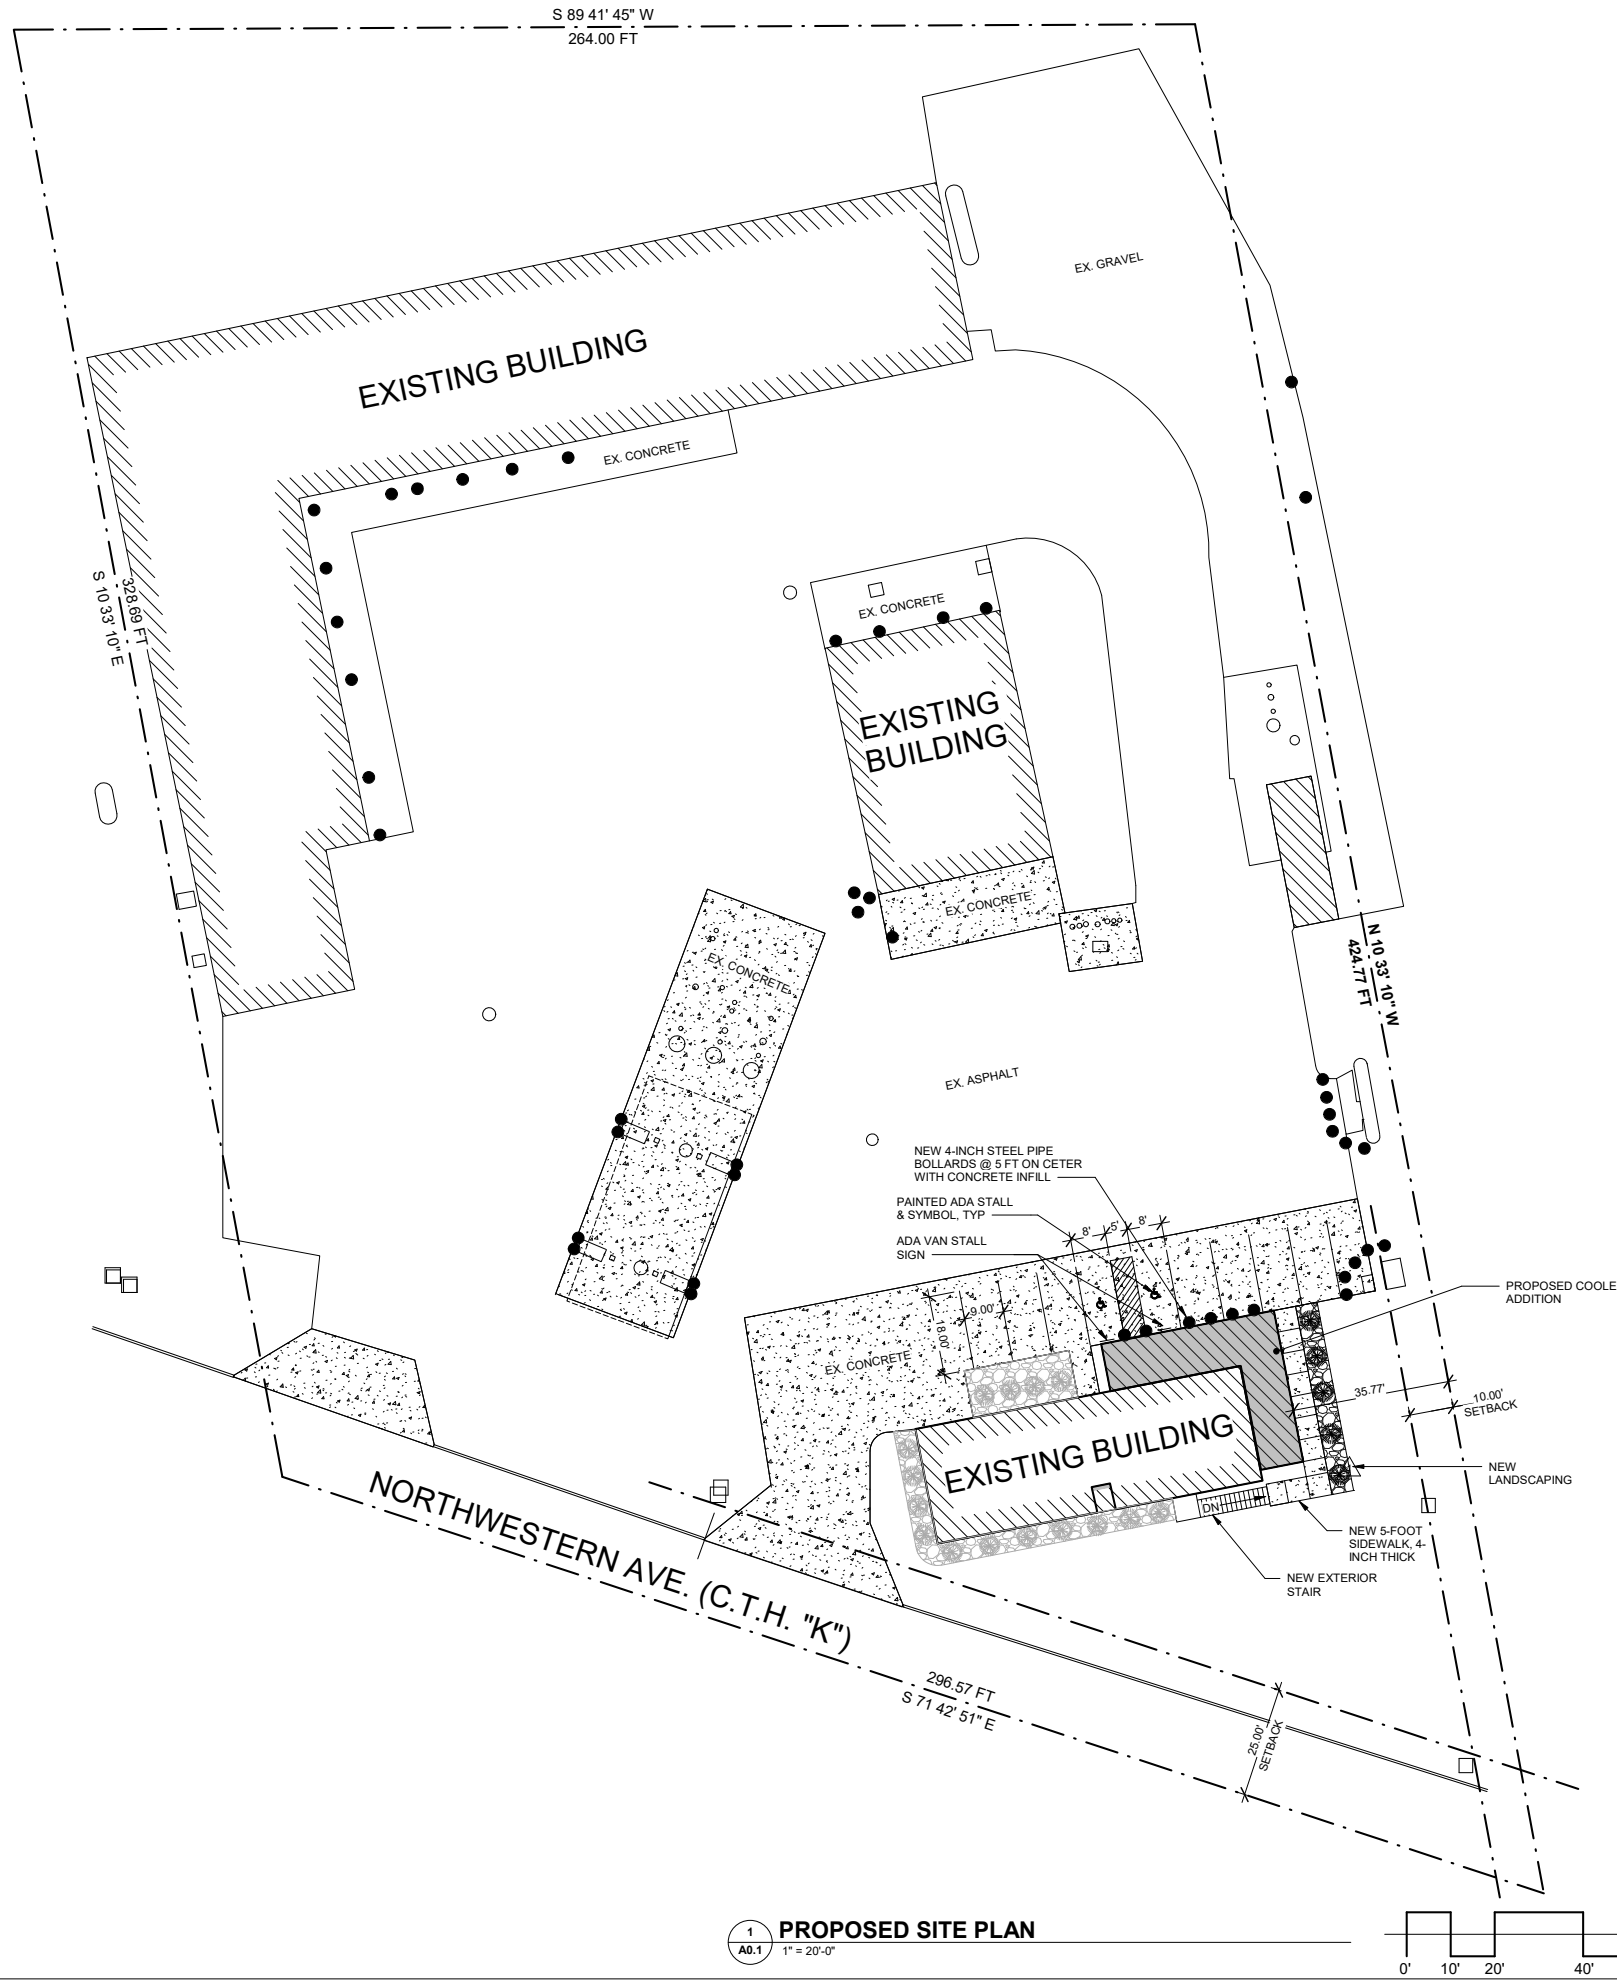 S 89 41' 45" W
264.00 FT
EX. GRAVEL
EXISTING BUILDING
EX. CONCRETE
328.69 FT
S 10 33' 10" E
EX. CONCRETE
EXISTING
BUILDING
EX. CONCRETE
EX. CONCRETE
N 10 33' 10" W
424.77 FT
EX. ASPHALT
NEW 4-INCH STEEL PIPE
BOLLARDS @ 5 FT ON CETER
WITH CONCRETE INFILL
PAINTED ADA STALL
& SYMBOL, TYP
ADA VAN STALL
SIGN
8'
5'
8'
9.00'
18.00'
PROPOSED COOLE
ADDITION
EX. CONCRETE
35.77'
10.00'
SETBACK
EXISTING BUILDING
NEW
LANDSCAPING
DN
NEW 5-FOOT
SIDEWALK, 4-
INCH THICK
NEW EXTERIOR
STAIR
NORTHWESTERN AVE. (C.T.H. "K")
296.57 FT
S 71 42' 51" E
25.00'
SETBACK
1
A0.1
PROPOSED SITE PLAN
1" = 20'-0"
0' 10' 20' 40'